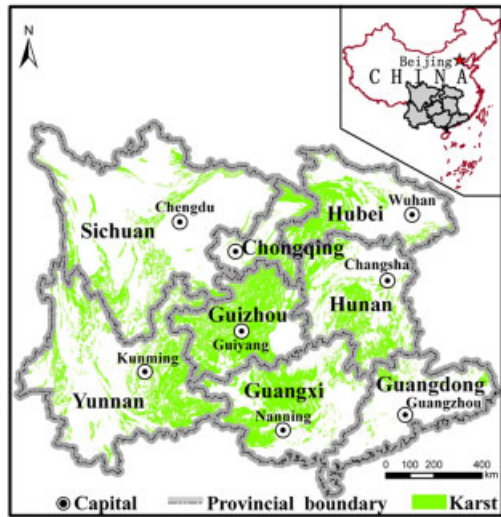 N
Beijing
CHINA
Wuhan
Hubei
Chengdu
Sichuan
Chongqing
Changsha
Hunan
Guizhou
Guiyang
Kunming
Yunnan
Guangxi
Nanning
Guangdong
Guangzhou
0 200 400
km
Capital Provincial boundary Karst